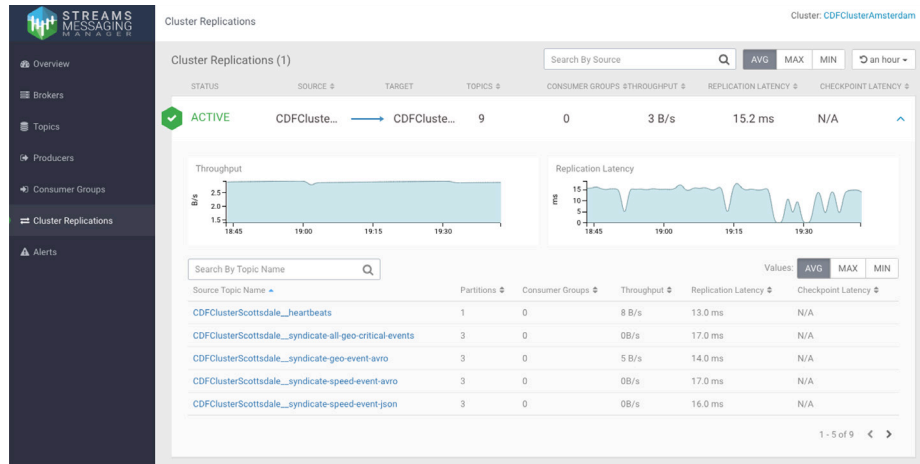 STREAMS
MESSAGING
MANAGER
Cluster Replications
Cluster: CDFClusterAmsterdam
Overview
Brokers
Topics
Producers
Consumer Groups
Cluster Replications
Alerts
Cluster Replications (1)
Search By Source
AVG MAX MIN
an hour
STATUS SOURCE TARGET TOPICS CONSUMER GROUPS THROUGHPUT REPLICATION LATENCY CHECKPOINT LATENCY
ACTIVE CDFCluste... CDFCluste... 9 0 3 B/s 15.2 ms N/A
Throughput
B/s
2.5
2.0
1.5
18:45 19:00 19:15 19:30
Replication Latency
ms
15
10
5
0
18:45 19:00 19:15 19:30
Search By Topic Name
Values: AVG MAX MIN
Source Topic Name Partitions Consumer Groups Throughput Replication Latency Checkpoint Latency
CDFClusterScottsdale__heartbeats 1 0 8 B/s 13.0 ms N/A
CDFClusterScottsdale__syndicate-all-geo-critical-events 3 0 0B/s 17.0 ms N/A
CDFClusterScottsdale__syndicate-geo-event-avro 3 0 5 B/s 14.0 ms N/A
CDFClusterScottsdale__syndicate-speed-event-avro 3 0 0B/s 17.0 ms N/A
CDFClusterScottsdale__syndicate-speed-event-json 3 0 0B/s 16.0 ms N/A
1 - 5 of 9